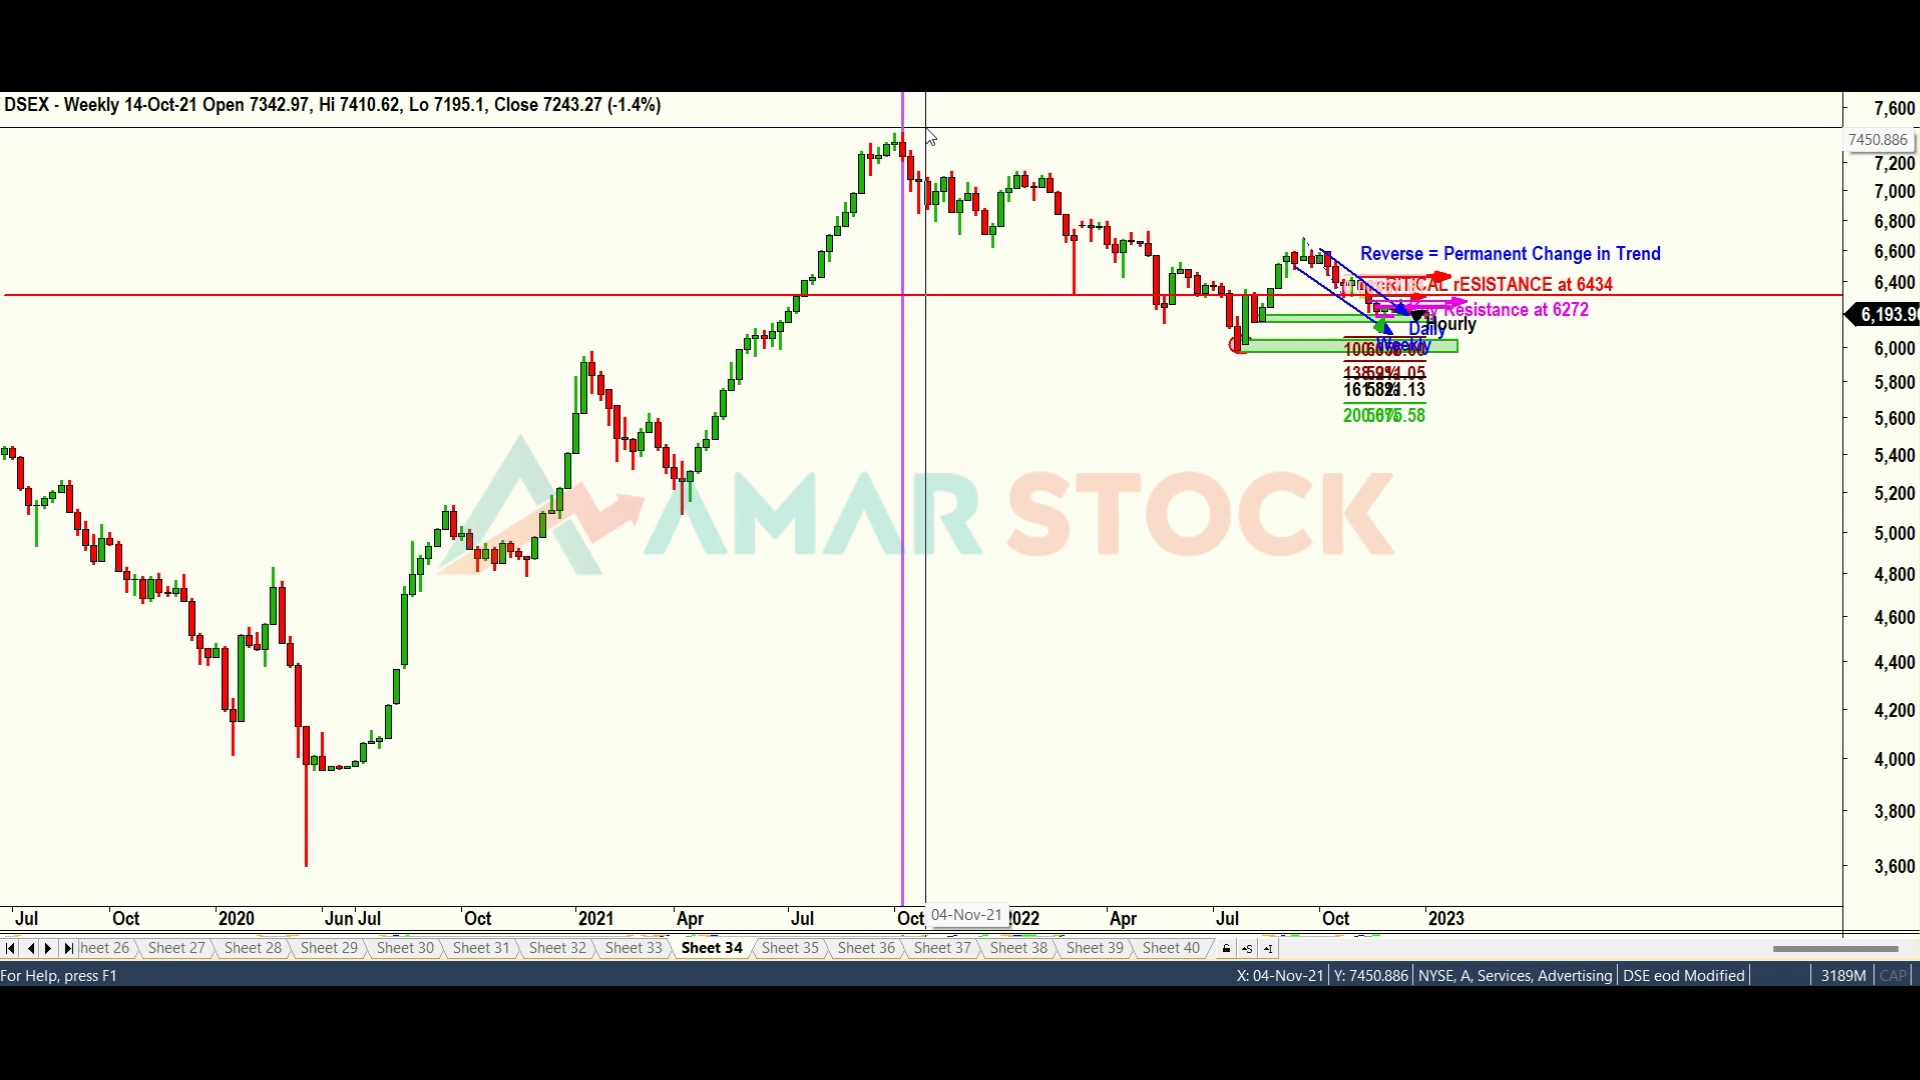 DSEX - Weekly 14-Oct-21 Open 7342.97, Hi 7410.62, Lo 7195.1, Close 7243.27 (-1.4%)
7,600
7450.886
7,200
7,000
6,800
6,600
Reverse = Permanent Change in Trend
6,400
rESISTANCE at 6434
Resistance at 6272
6,193.9
Hourly
Daily
Weekly
6,000
5,800
5,600
5,400
5,200
5,000
4,800
4,600
4,400
4,200
4,000
3,800
3,600
AMARSTOCK
Jul Oct 2020 Jun Jul Oct 2021 Apr Jul Oct 04-Nov-21 2022 Apr Jul Oct 2023
heet 26 Sheet 27 Sheet 28 Sheet 29 Sheet 30 Sheet 31 Sheet 32 Sheet 33 Sheet 34 Sheet 35 Sheet 36 Sheet 37 Sheet 38 Sheet 39 Sheet 40
For Help, press F1 X: 04-Nov-21 Y: 7450.886 NYSE, A, Services, Advertising DSE eod Modified 3189M CAP